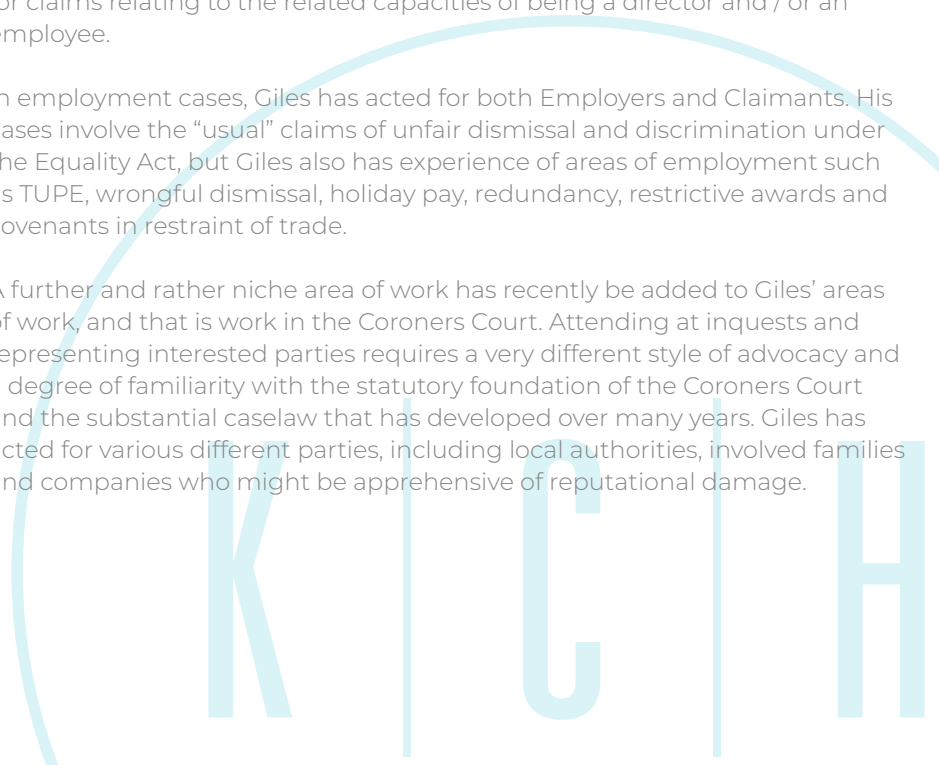 or claims relating to the related capacities of being a director and / or an
employee.
n employment cases, Giles has acted for both Employers and Claimants. His
ases involve the “usual” claims of unfair dismissal and discrimination under
he Equality Act, but Giles also has experience of areas of employment such
s TUPE, wrongful dismissal, holiday pay, redundancy, restrictive awards and
ovenants in restraint of trade.
A further and rather niche area of work has recently be added to Giles’ areas
of work, and that is work in the Coroners Court. Attending at inquests and
representing interested parties requires a very different style of advocacy and
degree of familiarity with the statutory foundation of the Coroners Court
nd the substantial caselaw that has developed over many years. Giles has
cted for various different parties, including local authorities, involved families
nd companies who might be apprehensive of reputational damage.
K C H